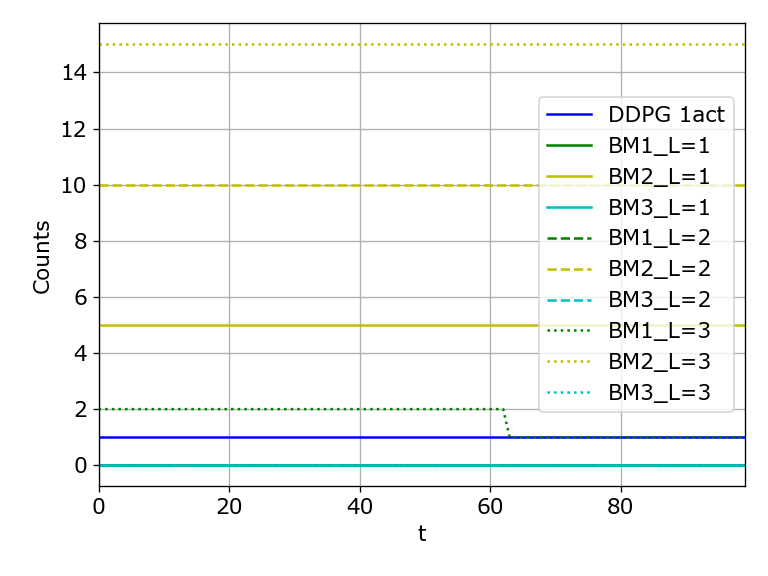 14
12
10
8
6
4
2
0
Counts
DDPG 1act
BM1_L=1
BM2_L=1
BM3_L=1
BM1_L=2
BM2_L=2
BM3_L=2
BM1_L=3
BM2_L=3
BM3_L=3
0 20 40 60 80
t